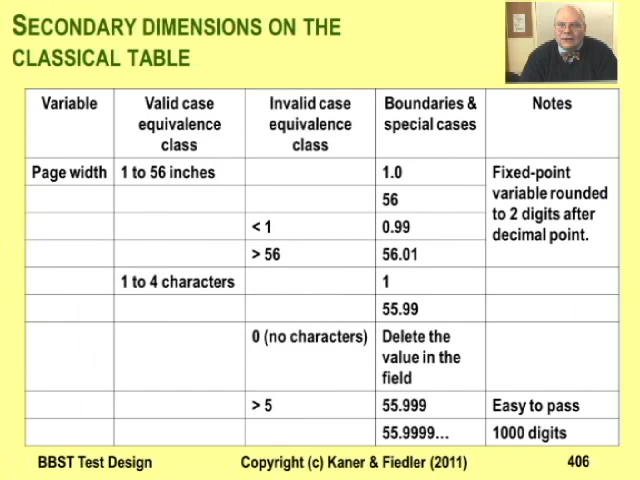 SECONDARY DIMENSIONS ON THE
CLASSICAL TABLE
Variable
Valid case
equivalence
class
Invalid case
equivalence
class
Boundaries &
special cases
Notes
Page width
1 to 56 inches
1.0
Fixed-point
variable rounded
to 2 digits after
decimal point.
56
< 1
0.99
> 56
56.01
1 to 4 characters
1
55.99
0 (no characters)
Delete the
value in the
field
> 5
55.999
Easy to pass
55.9999...
1000 digits
BBST Test Design
Copyright (c) Kaner & Fiedler (2011)
406